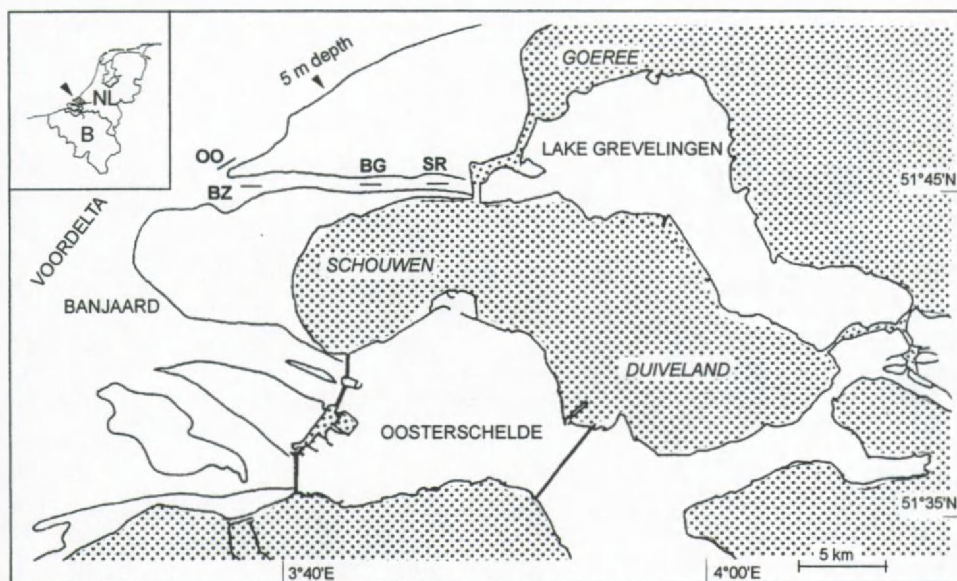 NL
B
5 m depth
GOEREE
LAKE GREVELINGEN
OO
BG
SR
BZ
51°45'N
VOORDELTA
SCHOUWEN
BANJAARD
DUIVELAND
OOSTERSCHELDE
51°35'N
3°40'E
4°00'E
5 km